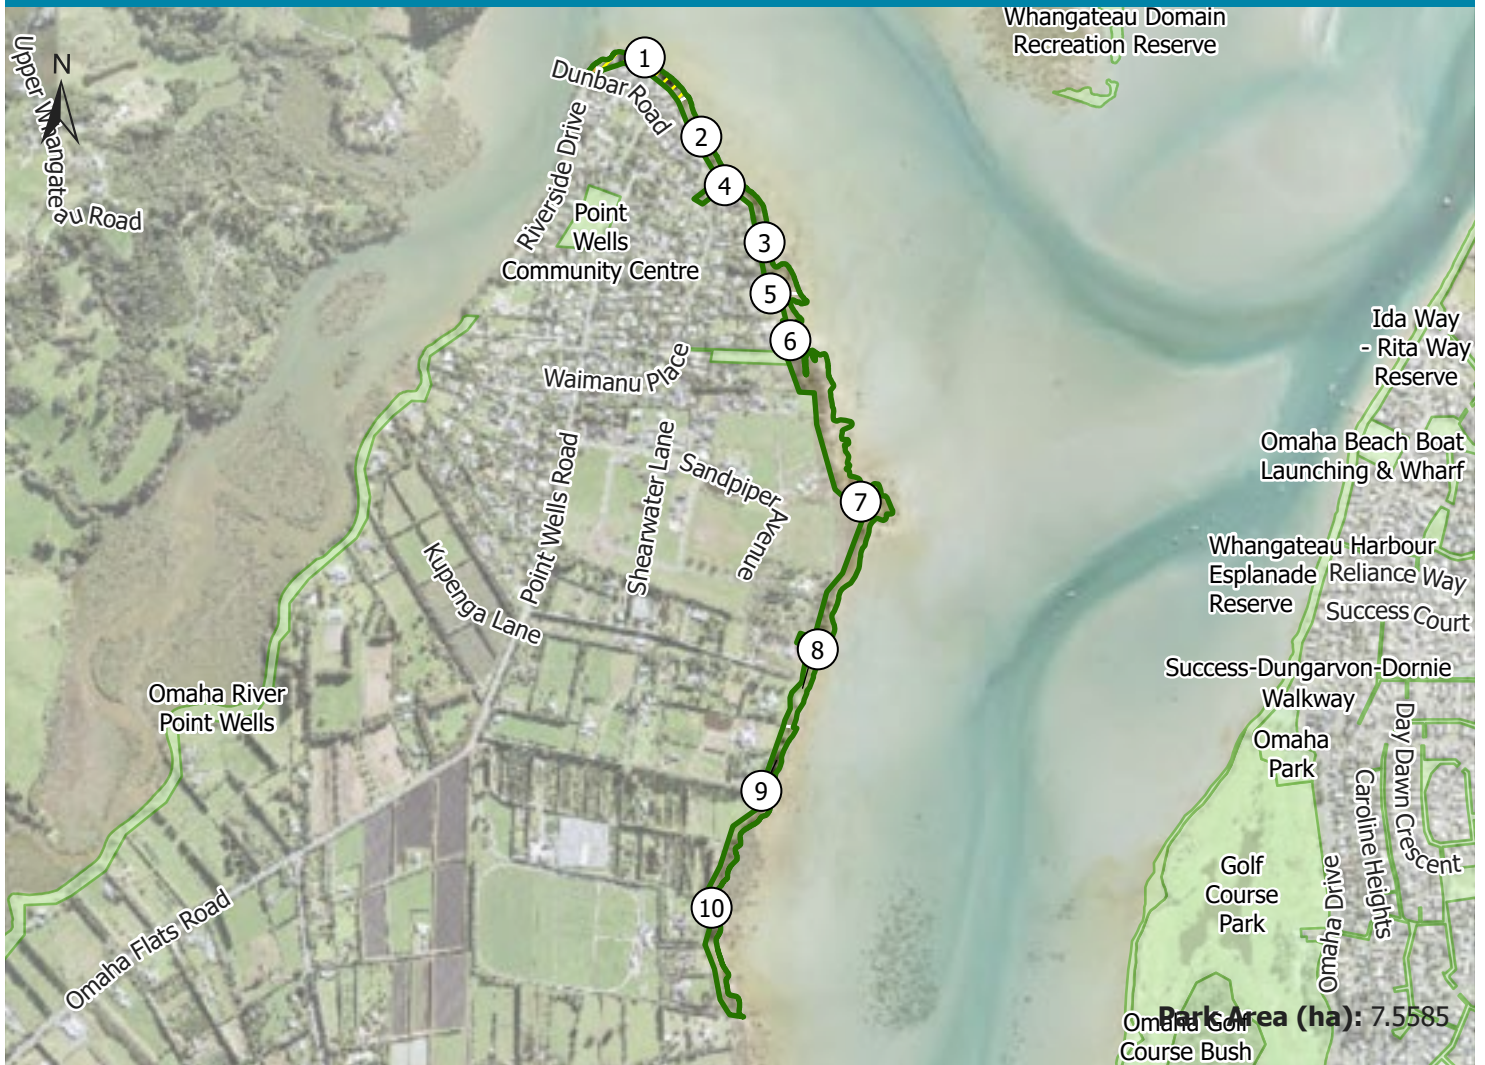 Whangateau Domain
Recreation Reserve
Upper Whangateau Road
N
1
Dunbar Road
2
Riverside Drive
4
Point
Wells
Community Centre
3
5
6
Ida Way
- Rita Way
Reserve
Waimanu Place
Omaha Beach Boat
Launching & Wharf
Shearwater Lane
Sandpiper Avenue
Point Wells Road
7
Kupenga Lane
Whangateau Harbour
Esplanade
Reserve
Reliance Way
Success Court
8
Success-Dungarvon-Dornie
Walkway
Omaha River
Point Wells
Omaha
Park
Day Dawn Crescent
Caroline Heights
9
Golf
Course
Park
Omaha Drive
10
Omaha Flats Road
Park Area (ha): 7.5585
Omaha Golf
Course Bush